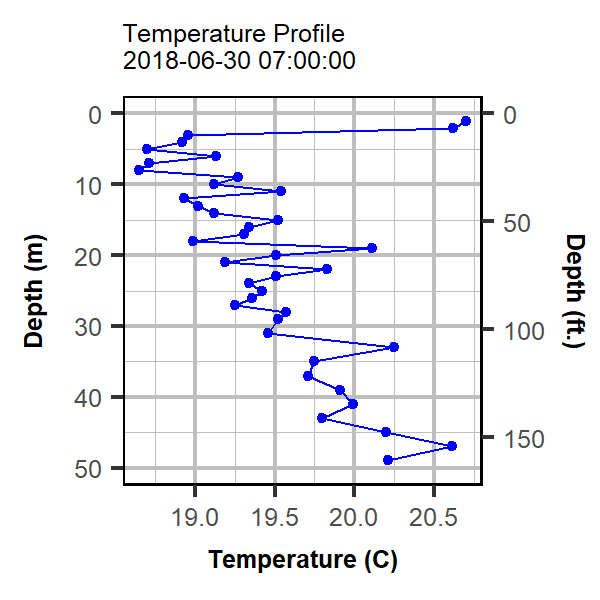 Temperature Profile
2018-06-30 07:00:00
0
10
20
30
40
50
Depth (m)
0
50
100
150
Depth (ft.)
19.0 19.5 20.0 20.5
Temperature (C)